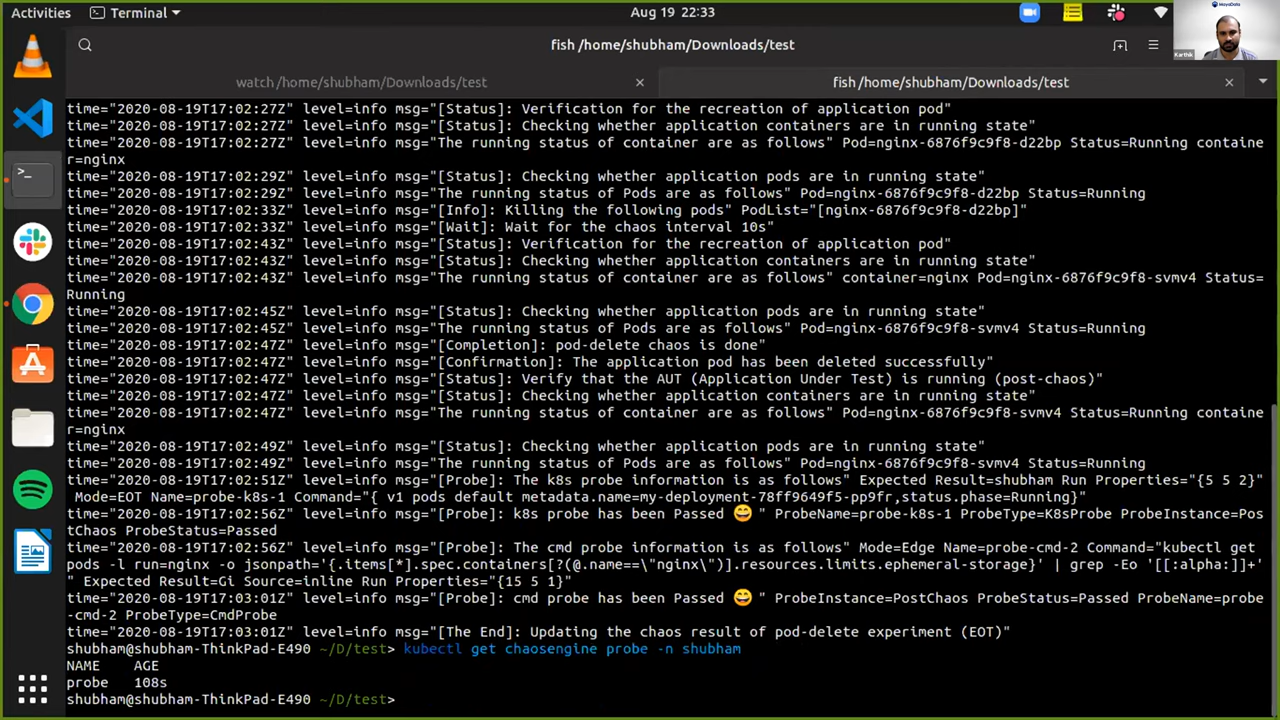 Activities
Terminal
Aug 19 22:33
MayaData
Karthik
fish /home/shubham/Downloads/test
watch /home/shubham/Downloads/test
fish /home/shubham/Downloads/test
time="2020-08-19T17:02:27Z" level=info msg="[Status]: Verification for the recreation of application pod"
time="2020-08-19T17:02:27Z" level=info msg="[Status]: Checking whether application containers are in running state"
time="2020-08-19T17:02:27Z" level=info msg="The running status of container are as follows" Pod=nginx-6876f9c9f8-d22bp Status=Running containe
r=nginx
time="2020-08-19T17:02:29Z" level=info msg="[Status]: Checking whether application pods are in running state"
time="2020-08-19T17:02:29Z" level=info msg="The running status of Pods are as follows" Pod=nginx-6876f9c9f8-d22bp Status=Running
time="2020-08-19T17:02:33Z" level=info msg="[Info]: Killing the following pods" PodList="[nginx-6876f9c9f8-d22bp]"
time="2020-08-19T17:02:33Z" level=info msg="[Wait]: Wait for the chaos interval 10s"
time="2020-08-19T17:02:43Z" level=info msg="[Status]: Verification for the recreation of application pod"
time="2020-08-19T17:02:43Z" level=info msg="[Status]: Checking whether application containers are in running state"
time="2020-08-19T17:02:43Z" level=info msg="The running status of container are as follows" container=nginx Pod=nginx-6876f9c9f8-svmv4 Status=
Running
time="2020-08-19T17:02:45Z" level=info msg="[Status]: Checking whether application pods are in running state"
time="2020-08-19T17:02:45Z" level=info msg="The running status of Pods are as follows" Pod=nginx-6876f9c9f8-svmv4 Status=Running
time="2020-08-19T17:02:47Z" level=info msg="[Completion]: pod-delete chaos is done"
time="2020-08-19T17:02:47Z" level=info msg="[Confirmation]: The application pod has been deleted successfully"
time="2020-08-19T17:02:47Z" level=info msg="[Status]: Verify that the AUT (Application Under Test) is running (post-chaos)"
time="2020-08-19T17:02:47Z" level=info msg="[Status]: Checking whether application containers are in running state"
time="2020-08-19T17:02:47Z" level=info msg="The running status of container are as follows" Pod=nginx-6876f9c9f8-svmv4 Status=Running containe
r=nginx
time="2020-08-19T17:02:49Z" level=info msg="[Status]: Checking whether application pods are in running state"
time="2020-08-19T17:02:49Z" level=info msg="The running status of Pods are as follows" Pod=nginx-6876f9c9f8-svmv4 Status=Running
time="2020-08-19T17:02:51Z" level=info msg="[Probe]: The k8s probe information is as follows" Expected Result=shubham Run Properties="{5 5 2}"
Mode=EOT Name=probe-k8s-1 Command="{ v1 pods default metadata.name=my-deployment-78ff9649f5-pp9fr,status.phase=Running}"
time="2020-08-19T17:02:56Z" level=info msg="[Probe]: k8s probe has been Passed 😄 " ProbeName=probe-k8s-1 ProbeType=K8sProbe ProbeInstance=Pos
tChaos ProbeStatus=Passed
time="2020-08-19T17:02:56Z" level=info msg="[Probe]: The cmd probe information is as follows" Mode=Edge Name=probe-cmd-2 Command="kubectl get
pods -l run=nginx -o jsonpath='{.items[*].spec.containers[?(@.name==\"nginx\")].resources.limits.ephemeral-storage}' | grep -Eo '[[:alpha:]]+'
" Expected Result=Gi Source=inline Run Properties="{15 5 1}"
time="2020-08-19T17:03:01Z" level=info msg="[Probe]: cmd probe has been Passed 😄 " ProbeInstance=PostChaos ProbeStatus=Passed ProbeName=probe
-cmd-2 ProbeType=CmdProbe
time="2020-08-19T17:03:01Z" level=info msg="[The End]: Updating the chaos result of pod-delete experiment (EOT)"
shubham@shubham-ThinkPad-E490 ~/D/test> kubectl get chaosengine probe -n shubham
NAME    AGE
probe   108s
shubham@shubham-ThinkPad-E490 ~/D/test>